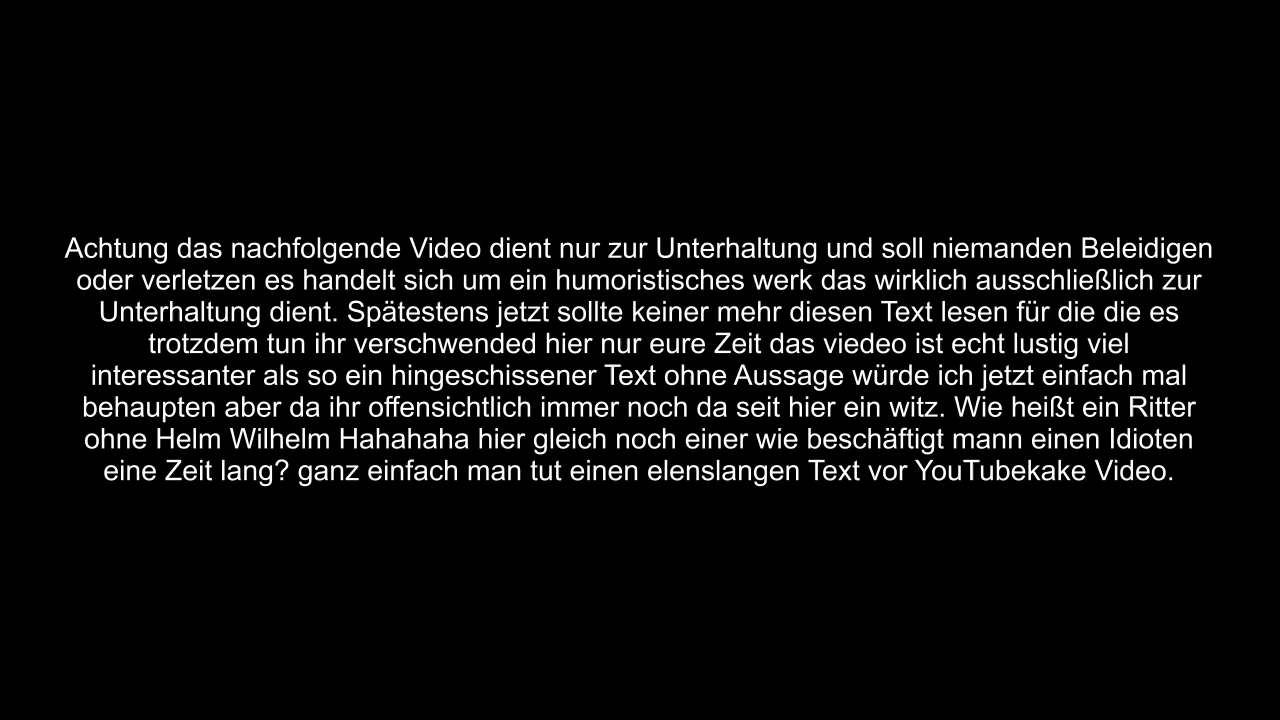 Achtung das nachfolgende Video dient nur zur Unterhaltung und soll niemanden Beleidigen
oder verletzen es handelt sich um ein humoristisches werk das wirklich ausschließlich zur
Unterhaltung dient. Spätestens jetzt sollte keiner mehr diesen Text lesen für die die es
trotzdem tun ihr verschwended hier nur eure Zeit das viedeo ist echt lustig viel
interessanter als so ein hingeschissener Text ohne Aussage würde ich jetzt einfach mal
behaupten aber da ihr offensichtlich immer noch da seit hier ein witz. Wie heißt ein Ritter
ohne Helm Wilhelm Hahahaha hier gleich noch einer wie beschäftigt mann einen Idioten
eine Zeit lang? ganz einfach man tut einen elenslangen Text vor YouTubekake Video.